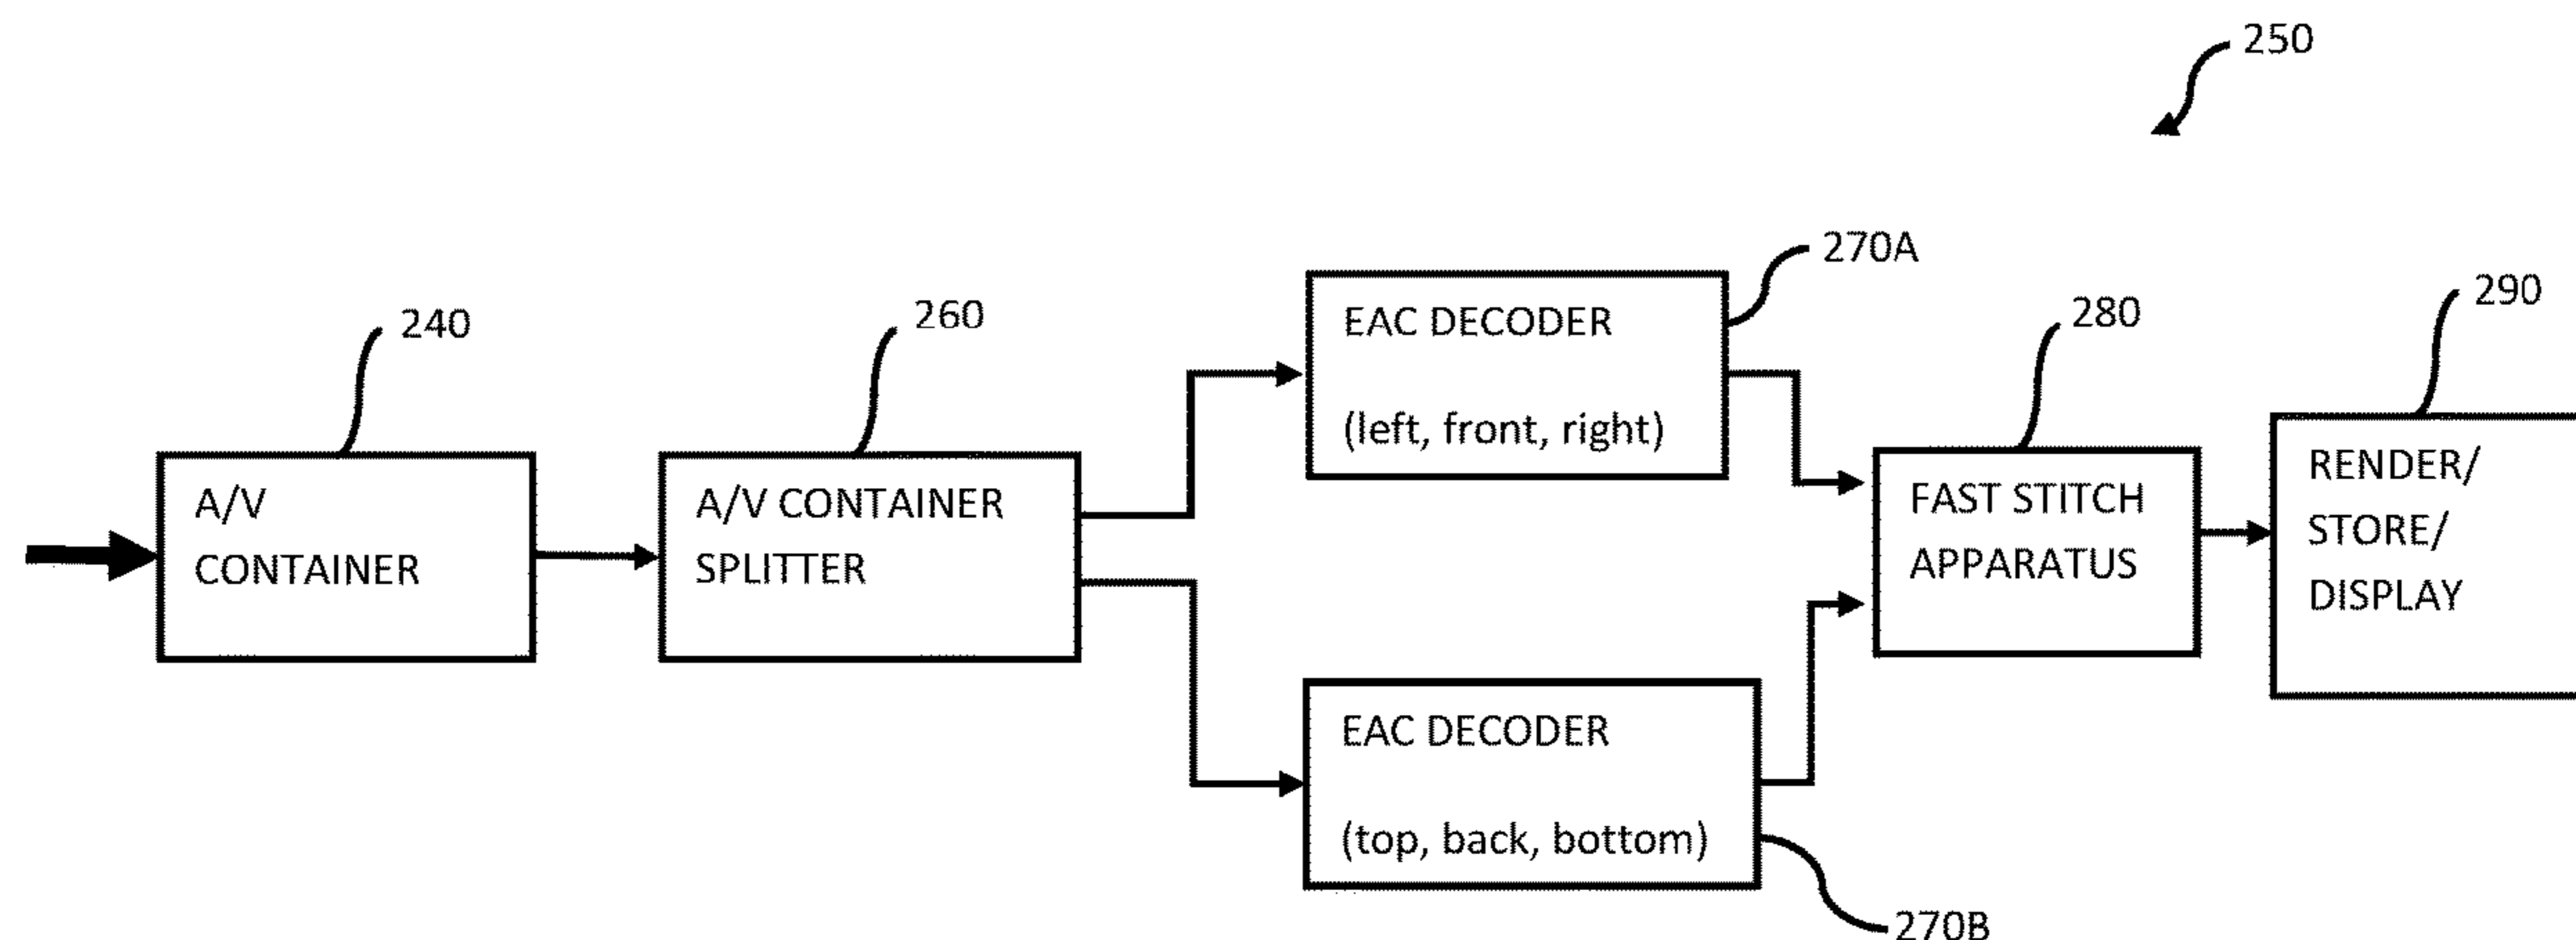 250
270A
EAC DECODER
(left, front, right)
240
260
280
290
A/V
CONTAINER
A/V CONTAINER
SPLITTER
FAST STITCH
APPARATUS
RENDER/
STORE/
DISPLAY
EAC DECODER
(top, back, bottom)
270B